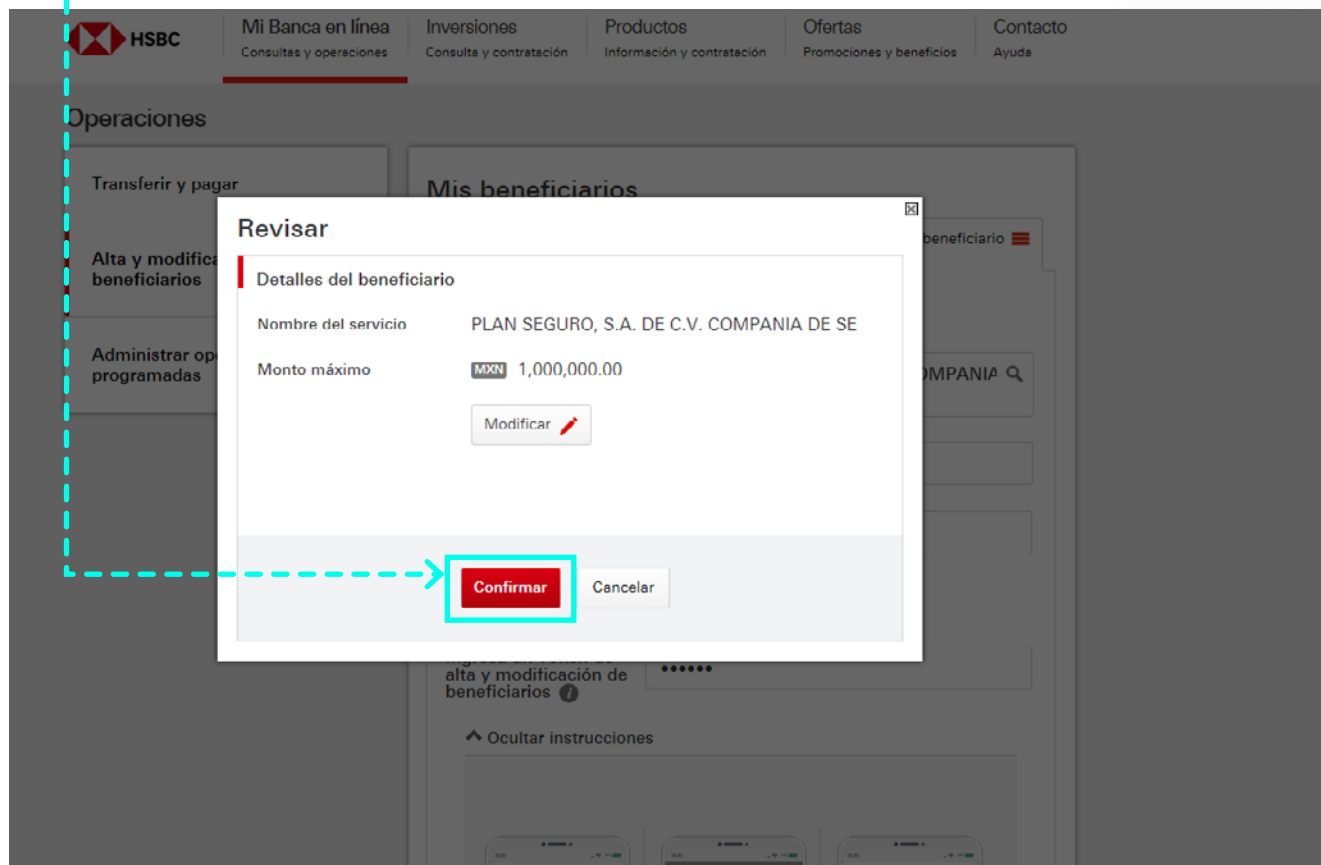 HSBC
Mi Banca en línea
Consultas y operaciones
Inversiones
Consulta y contratación
Productos
Información y contratación
Ofertas
Promociones y beneficios
Contacto
Ayuda
Operaciones
Transferir y pagar
Alta y modifica
beneficiarios
Administrar op
programadas
Mis beneficiarios
beneficiario
OMPANIA
Revisar
Detalles del beneficiario
Nombre del servicio PLAN SEGURO, S.A. DE C.V. COMPANIA DE SE
Monto máximo MXN 1,000,000.00
Modificar
Confirmar Cancelar
alta y modificación de
beneficiarios
••••••
Ocultar instrucciones